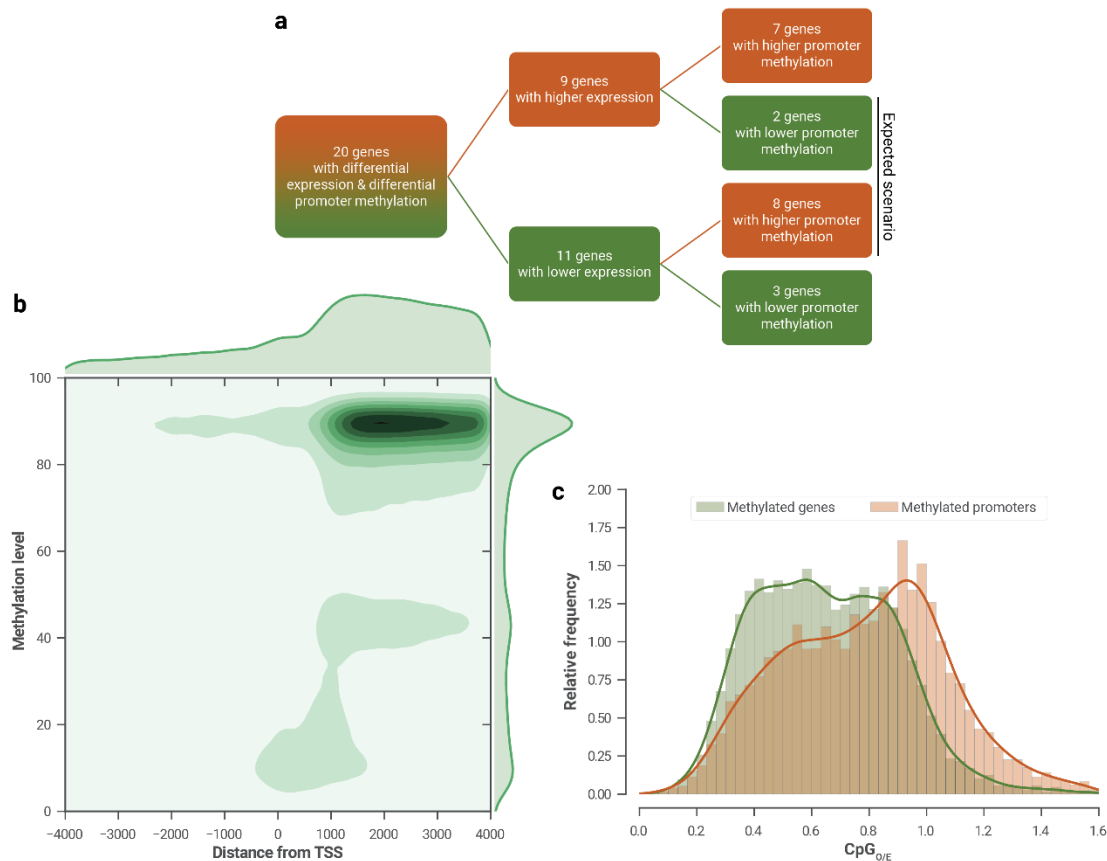 a
20 genes
with differential
expression & differential
promoter methylation
9 genes
with higher expression
11 genes
with lower expression
7 genes
with higher promoter
methylation
2 genes
with lower promoter
methylation
8 genes
with higher promoter
methylation
3 genes
with lower promoter
methylation
Expected scenario
b
100
80
60
40
20
0
Methylation level
−4000 −3000 −2000 −1000 0 1000 2000 3000 4000
Distance from TSS
c
2.00
1.75
1.50
1.25
1.00
0.75
0.50
0.25
0.00
Relative frequency
Methylated genes Methylated promoters
0.0 0.2 0.4 0.6 0.8 1.0 1.2 1.4 1.6
CpG O/E